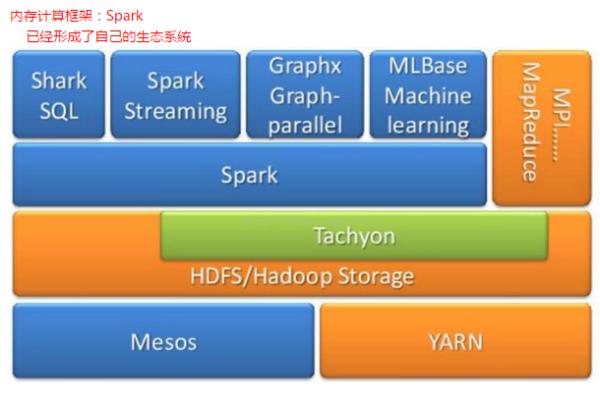 内存计算框架：Spark
已经形成了自己的生态系统
Shark
SQL
Spark
Streaming
Graphx
Graph-
parallel
MLBase
Machine
learning
MPI......
MapReduce
Spark
Tachyon
HDFS/Hadoop Storage
Mesos
YARN